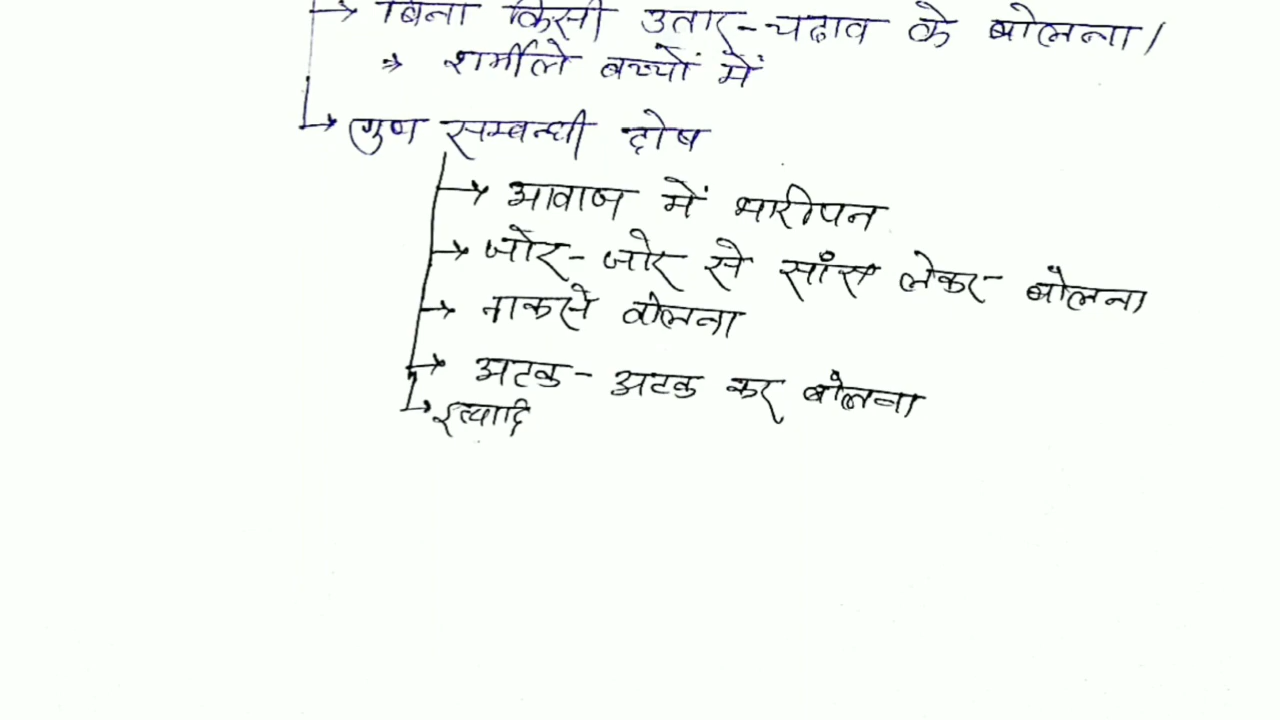 बिना किसी उतार-चढाव के बोलना।
शर्मीले बच्चों में
गुण सम्बन्धी दोष
आवाज में भारीपन
जोर-जोर से सांस लेकर बोलना
नाकसे बोलना
अटक-अटक कर बोलना
इत्यादि